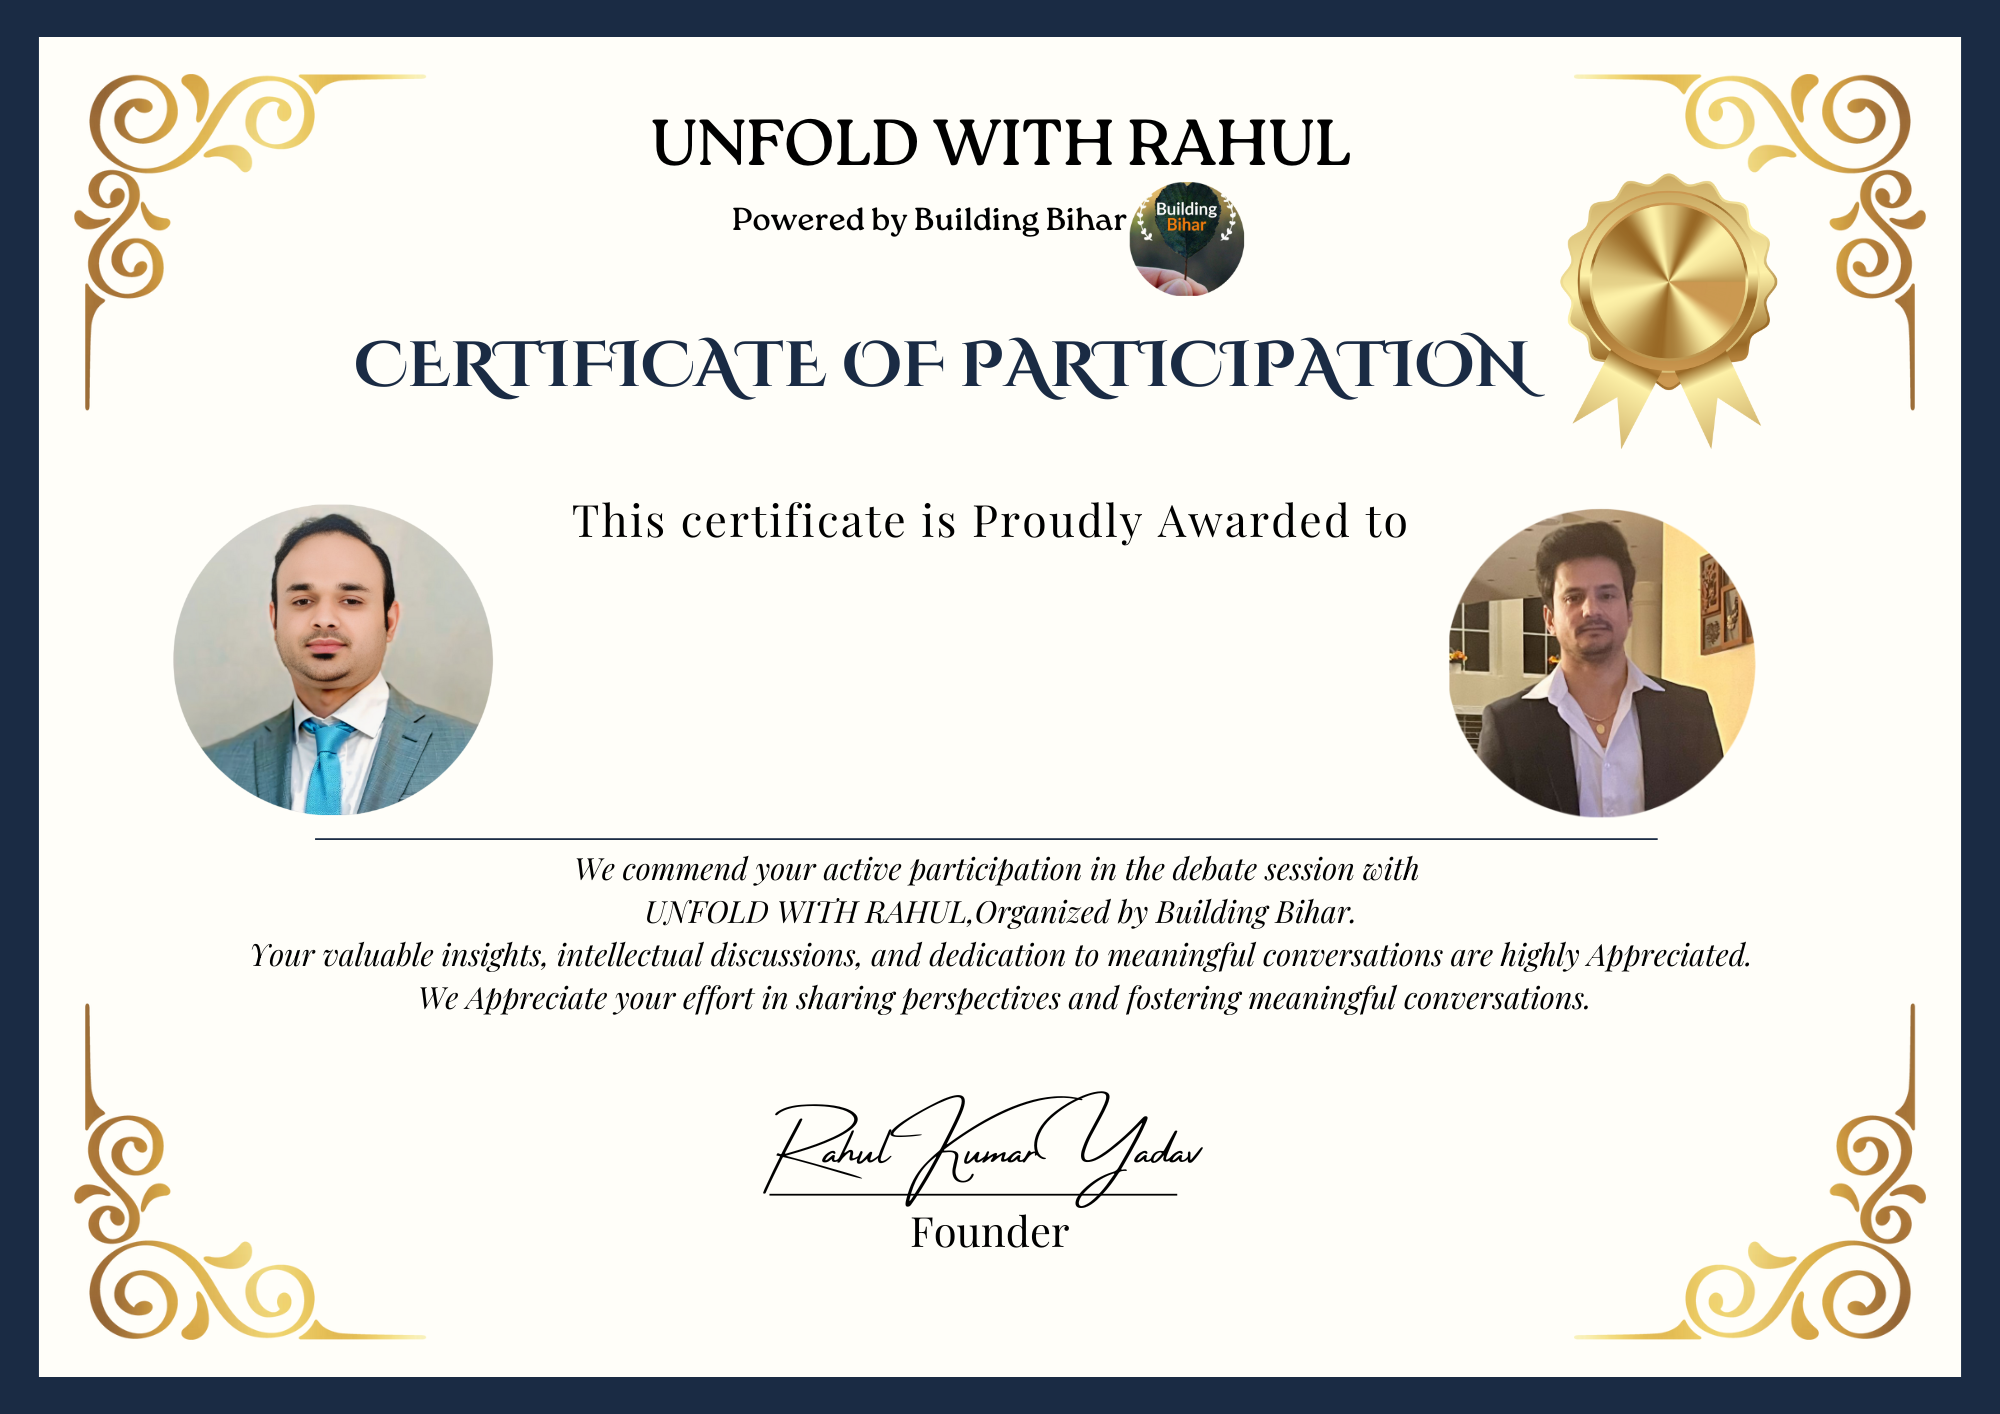 UNFOLD WITH RAHUL
Powered by Building Bihar
Building
Bihar
CERTIFICATE OF PARTICIPATION
This certificate is Proudly Awarded to
We commend your active participation in the debate session with
UNFOLD WITH RAHUL,Organized by Building Bihar.
Your valuable insights, intellectual discussions, and dedication to meaningful conversations are highly Appreciated.
We Appreciate your effort in sharing perspectives and fostering meaningful conversations.
Rahul Kumar Yadav
Founder